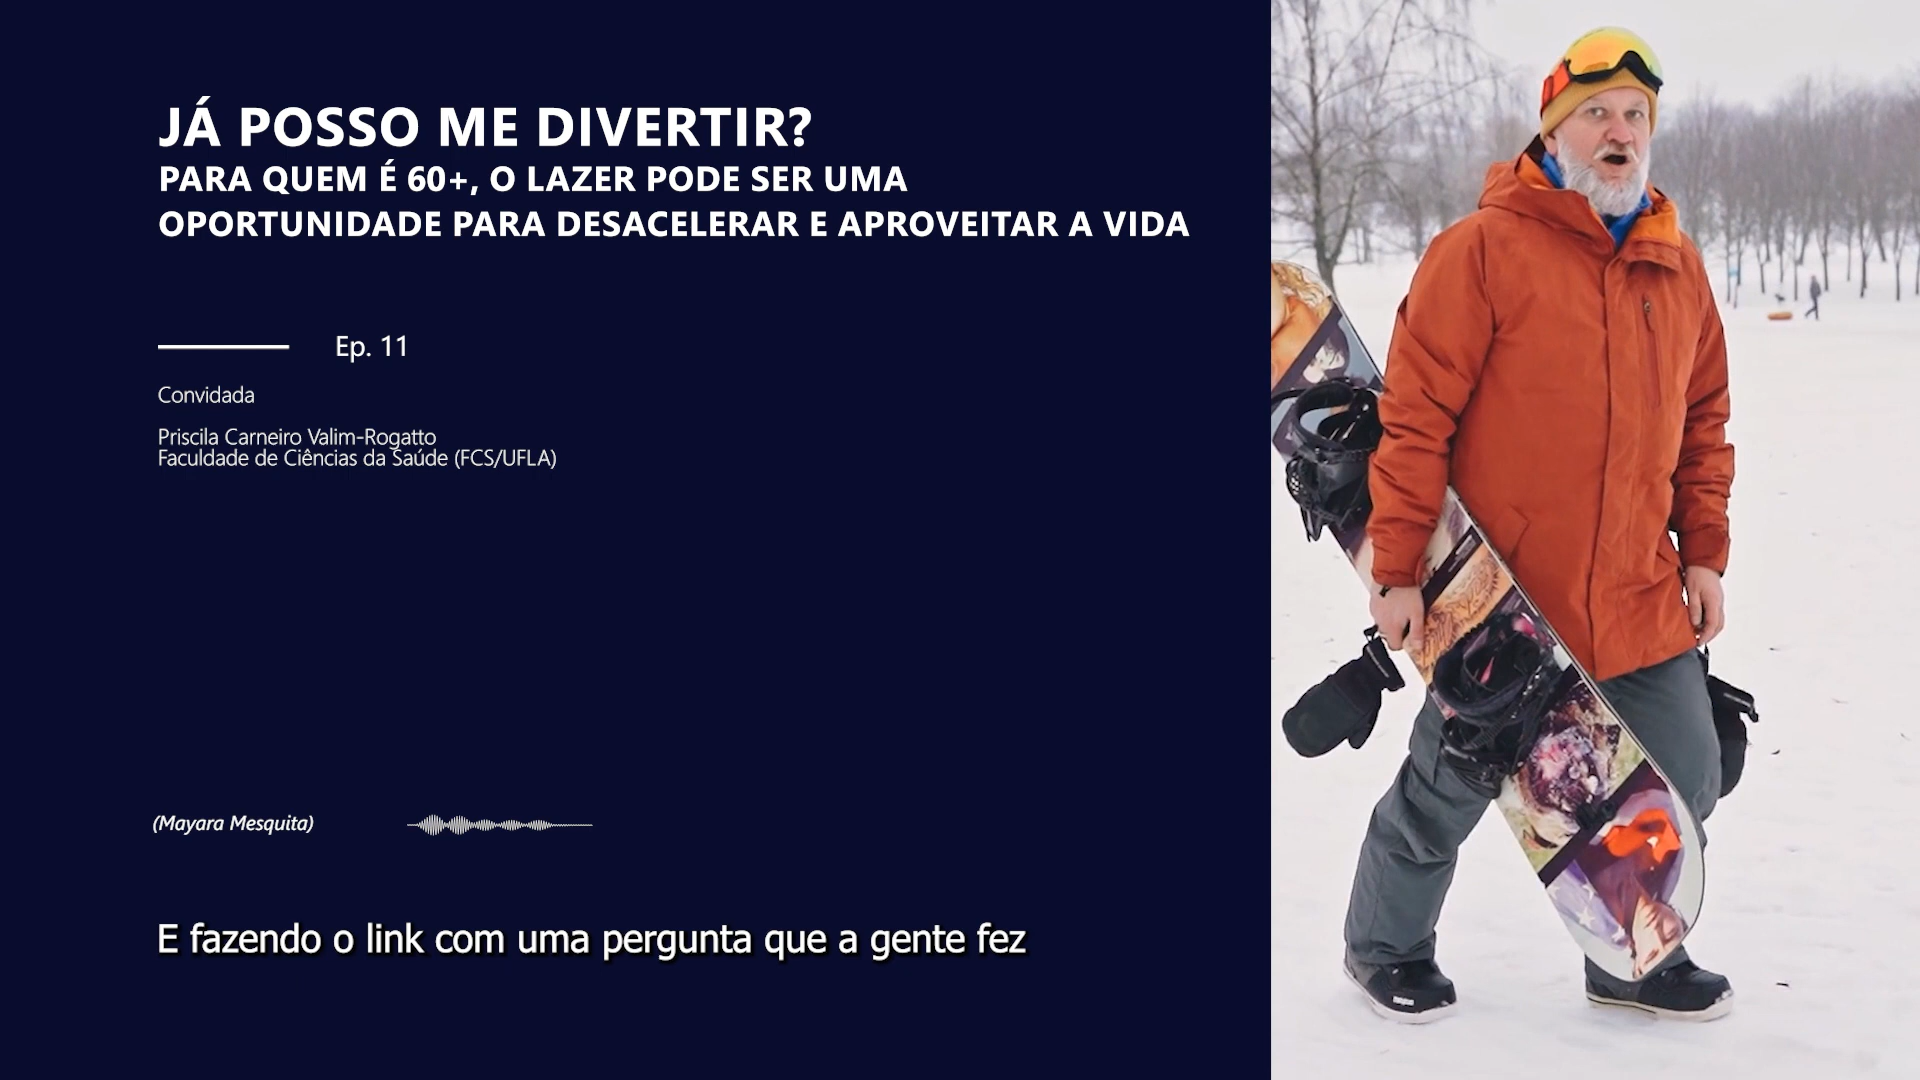 JÁ POSSO ME DIVERTIR?
PARA QUEM É 60+, O LAZER PODE SER UMA
OPORTUNIDADE PARA DESACELERAR E APROVEITAR A VIDA
Ep. 11
Convidada
Priscila Carneiro Valim-Rogatto
Faculdade de Ciências da Saúde (FCS/UFLA)
(Mayara Mesquita)
E fazendo o link com uma pergunta que a gente fez